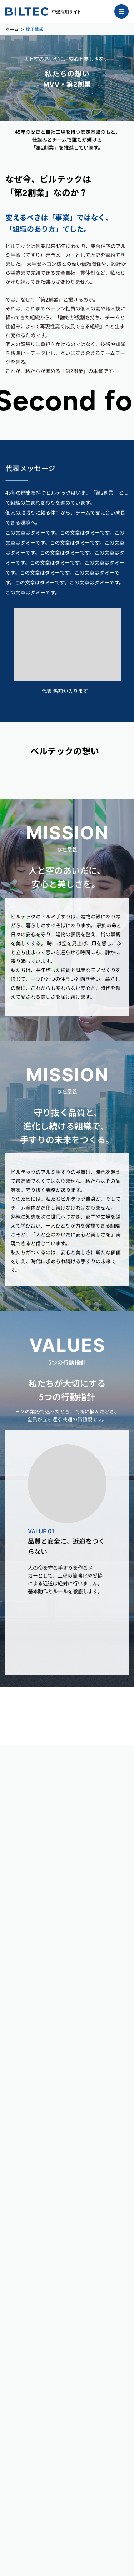 BILTEC 中途採用サイト
ホーム > 採用情報
人と空のあいだに、安心と美しさを。
私たちの想い
MVV・第2創業
45年の歴史と自社工場を持つ安定基盤のもと、
仕組みとチームで誰もが輝ける
「第2創業」を推進しています。
なぜ今、ビルテックは
「第2創業」なのか？
変えるべきは「事業」ではなく、
「組織のあり方」でした。
ビルテックは創業以来45年にわたり、集合住宅のアル
ミ手摺（てすり）専門メーカーとして歴史を重ねてき
ました。大手ゼネコン様との深い信頼関係や、設計か
ら製造まで完結できる完全自社一貫体制など、私たち
が守り続けてきた強みは変わりません。
では、なぜ今「第2創業」と掲げるのか。
それは、これまでベテラン社員の個人の勘や職人技に
頼ってきた組織から、「誰もが役割を持ち、チームと
仕組みによって再現性高く成長できる組織」へと生ま
れ変わるためです。
個人の頑張りに負担をかけるのではなく、技術や知識
を標準化・データ化し、互いに支え合えるチームワー
クを創る。
これが、私たちが進める「第2創業」の本質です。
Second fo
代表メッセージ
45年の歴史を持つビルテックはいま、「第2創業」とし
て組織の生まれ変わりを進めています。
個人の頑張りに頼る体制から、チームで支え合い成長
できる環境へ。
この文章はダミーです。この文章はダミーです。この
文章はダミーです。この文章はダミーです。この文章
はダミーです。この文章はダミーです。この文章はダ
ミーです。この文章はダミーです。この文章はダミー
です。この文章はダミーです。この文章はダミーで
す。この文章はダミーです。この文章はダミーです。
この文章はダミーです。
代表 名前が入ります。
ベルテックの想い
MISSION
存在意義
人と空のあいだに、
安心と美しさを。
ビルテックのアルミ手すりは、建物の縁にありな
がら、暮らしのすぐそばにあります。家族の命と
日々の安心を守り、建物の表情を整え、街の景観
を美しくする。時には空を見上げ、風を感じ、ふ
と立ち止まって思いを巡らせる時間にも、静かに
寄り添っています。
私たちは、長年培った技術と誠実なモノづくりを
通じて、一つひとつの住まいと街の安心、暮らし
の縁に、これからも変わらない安心と、時代を超
えて愛される美しさを届け続けます。
MISSION
存在意義
守り抜く品質と、
進化し続ける組織で、
手すりの未来をつくる。
ビルテックのアルミ手すりの品質は、時代を越え
て最高峰でなくてはなりません。私たちはその品
質を、守り抜く義務があります。
そのためには、私たちビルテック自身が、そして
チーム全体が進化し続けなければなりません。
熟練の知恵を次の世代へつなぎ、部門や立場を越
えて学び合い、一人ひとりが力を発揮できる組織
こそが、「人と空のあいだに安心と美しさを」実
現できると信じています。
私たちがつくるのは、安心と美しさに新たな価値
を加え、時代に求められ続ける手すりの未来で
す。
VALUES
5つの行動指針
私たちが大切にする
5つの行動指針
日々の業務で迷ったとき、判断に悩んだとき、
全員が立ち返る共通の価値観です。
VALUE 01
品質と安全に、近道をつく
らない
人の命を守る手すりを作るメー
カーとして、工程の簡略化や妥協
による近道は絶対に行いません。
基本動作とルールを徹底します。